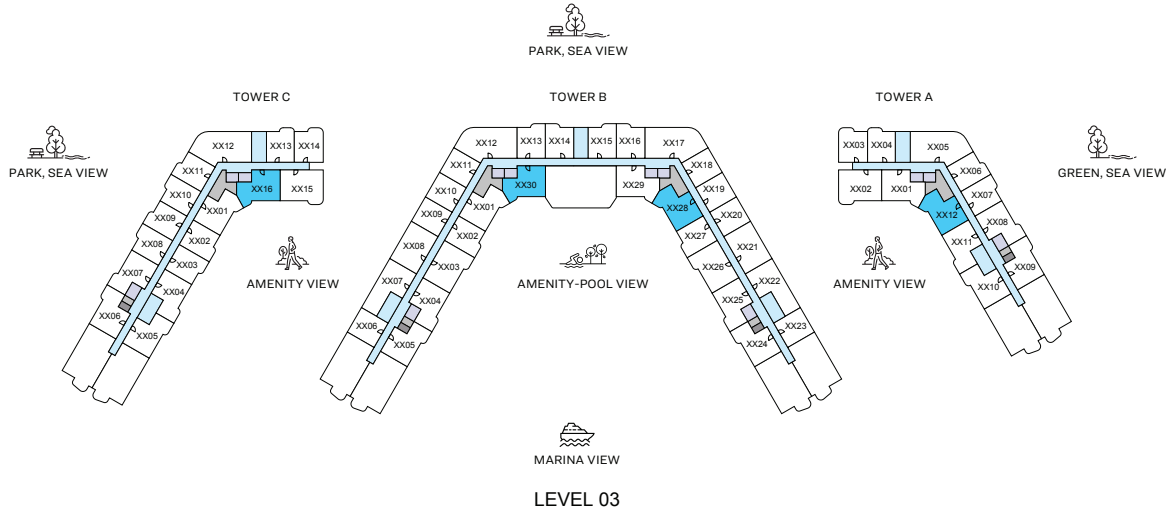 PARK, SEA VIEW
TOWER C
TOWER B
TOWER A
PARK, SEA VIEW
GREEN, SEA VIEW
XX12
XX13
XX14
XX11
XX16
XX15
XX10
XX01
XX09
XX02
XX08
XX03
XX07
XX04
XX06
XX05
AMENITY VIEW
XX12
XX13
XX14
XX15
XX16
XX17
XX11
XX30
XX29
XX18
XX10
XX01
XX28
XX19
XX09
XX02
XX27
XX20
XX08
XX03
XX26
XX21
XX07
XX04
XX25
XX22
XX06
XX05
XX24
XX23
AMENITY-POOL VIEW
XX03
XX04
XX05
XX02
XX01
XX06
XX12
XX07
XX11
XX08
XX10
XX09
AMENITY VIEW
MARINA VIEW
LEVEL 03